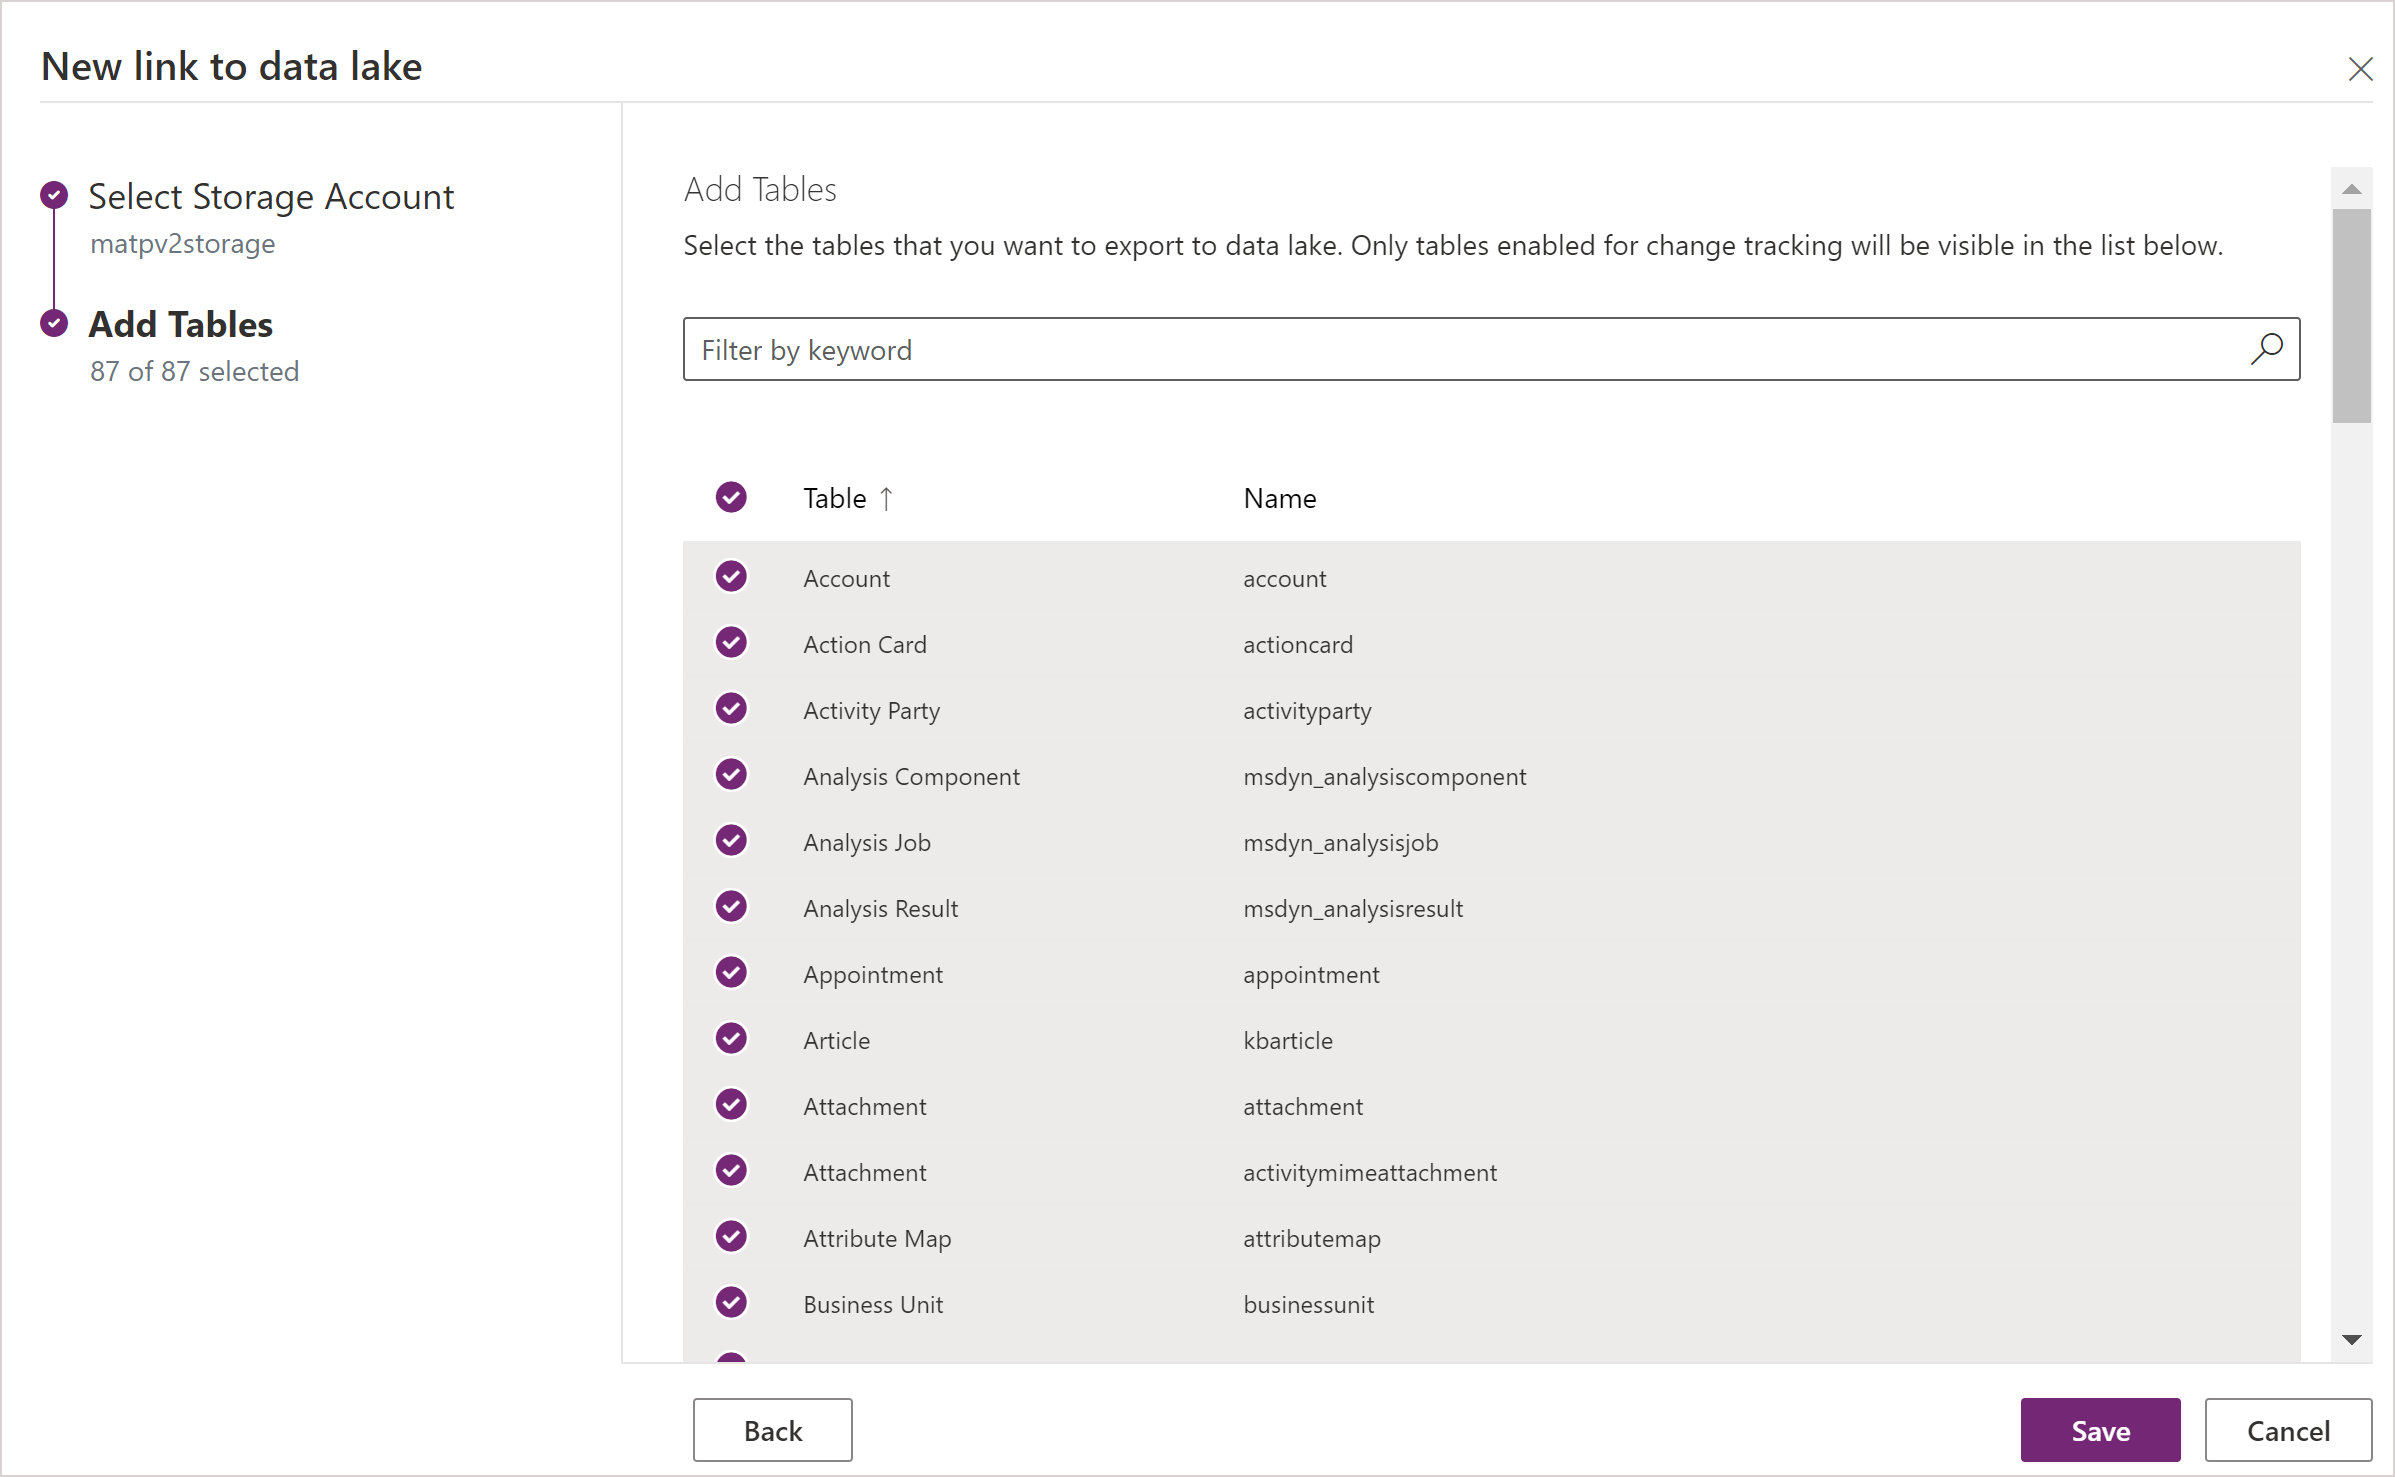 New link to data lake
Select Storage Account
matpv2storage
Add Tables
87 of 87 selected
Add Tables
Select the tables that you want to export to data lake. Only tables enabled for change tracking will be visible in the list below.
Filter by keyword
Table ↑ Name
Account account
Action Card actioncard
Activity Party activityparty
Analysis Component msdyn_analysiscomponent
Analysis Job msdyn_analysisjob
Analysis Result msdyn_analysisresult
Appointment appointment
Article kbarticle
Attachment attachment
Attachment activitymimeattachment
Attribute Map attributemap
Business Unit businessunit
Back Save Cancel